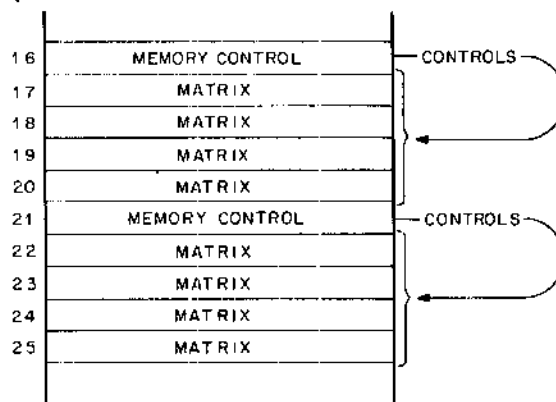 16 MEMORY CONTROL CONTROLS
17 MATRIX
18 MATRIX
19 MATRIX
20 MATRIX
21 MEMORY CONTROL CONTROLS
22 MATRIX
23 MATRIX
24 MATRIX
25 MATRIX